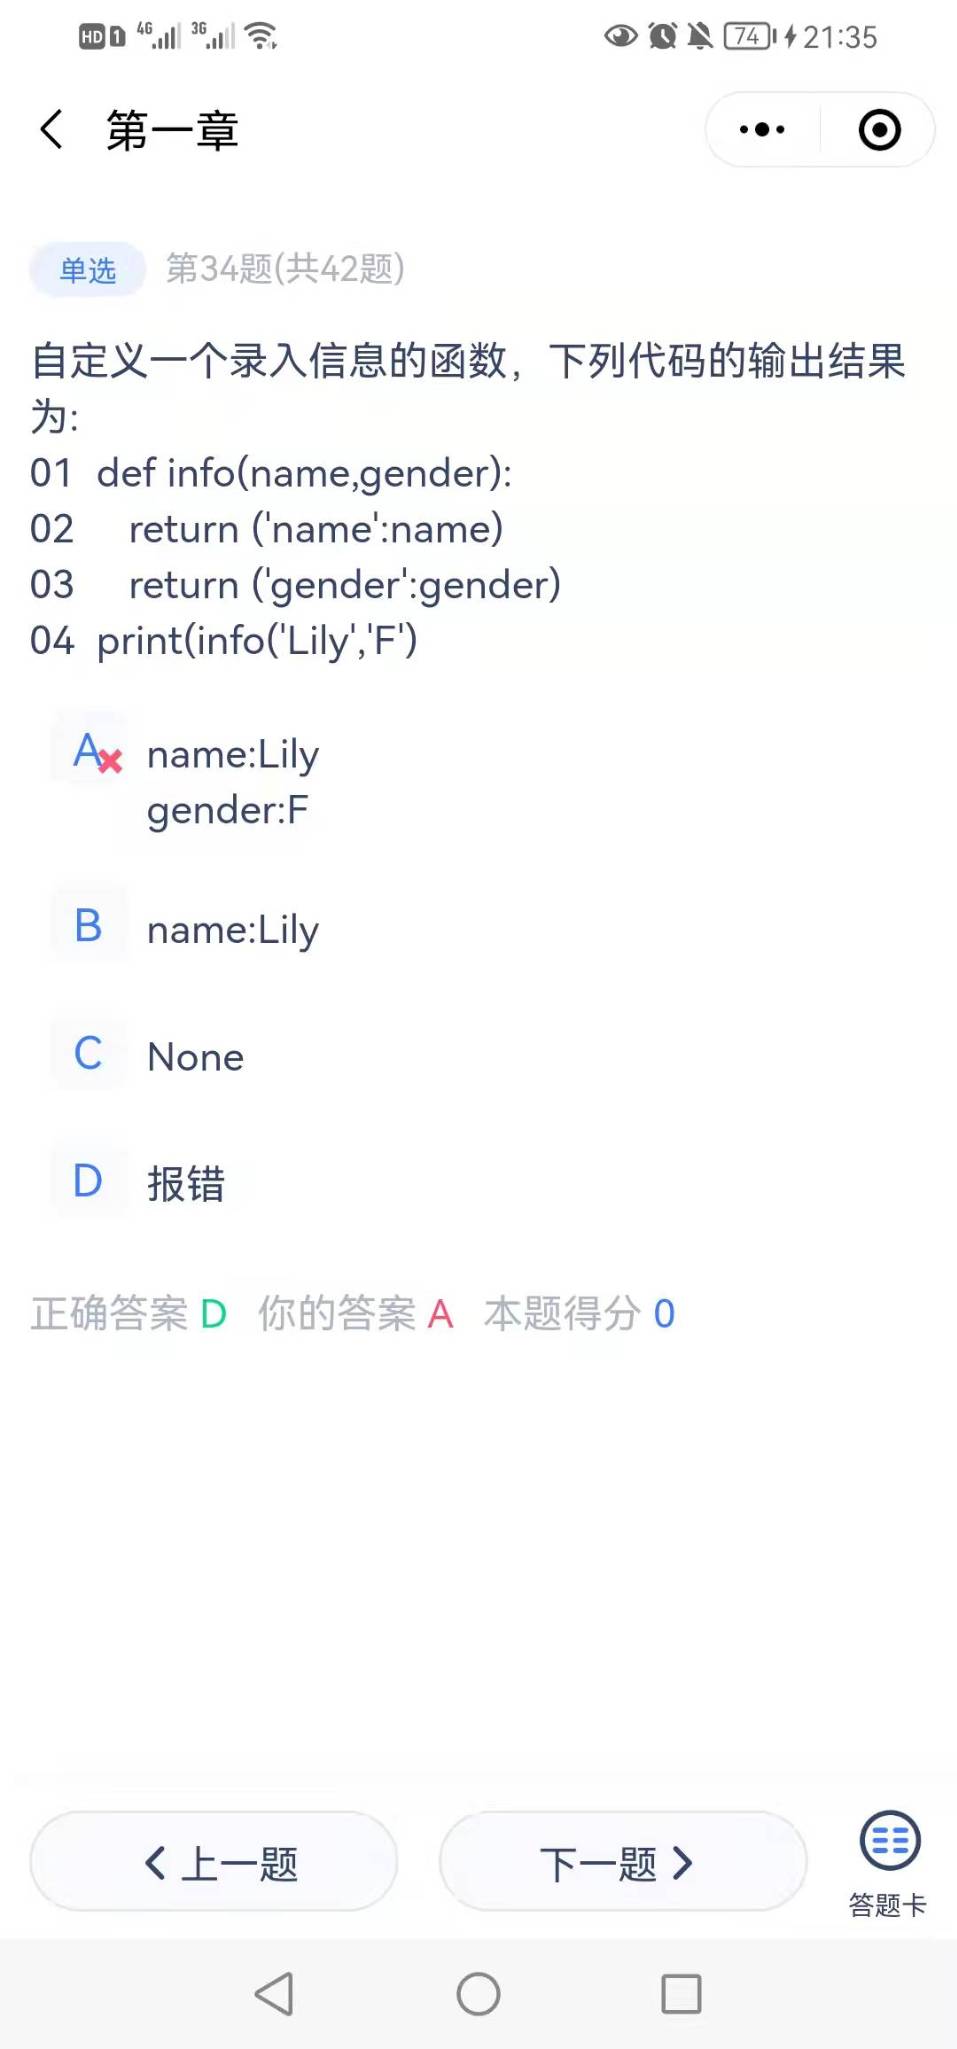 HD 1 4G 3G 74 21:35
第一章
单选 第34题(共42题)
自定义一个录入信息的函数，下列代码的输出结果
为:
01 def info(name,gender):
02 return ('name':name)
03 return ('gender':gender)
04 print(info('Lily','F')
A name:Lily
gender:F
B name:Lily
C None
D 报错
正确答案 D 你的答案 A 本题得分 0
上一题 下一题
答题卡